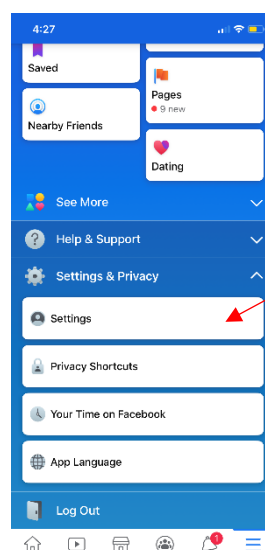 4:27
Saved
Pages
9 new
Nearby Friends
Dating
See More
Help & Support
Settings & Privacy
Settings
Privacy Shortcuts
Your Time on Facebook
App Language
Log Out
1